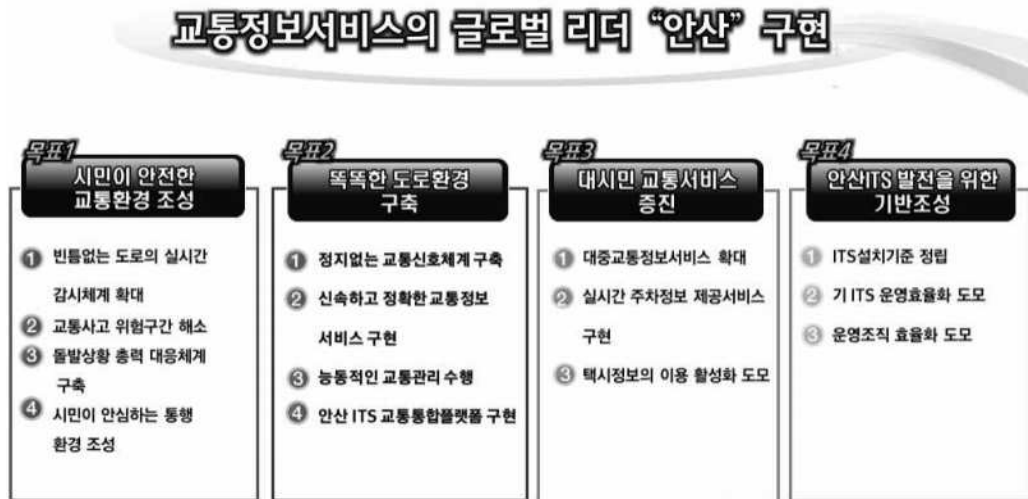 교통정보서비스의 글로벌 리더 “안산” 구현
목표1
시민이 안전한
교통환경 조성
1 빈틈없는 도로의 실시간
감시체계 확대
2 교통사고 위험구간 해소
3 돌발상황 총력 대응체계
구축
4 시민이 안심하는 통행
환경 조성
목표2
똑똑한 도로환경
구축
1 정지없는 교통신호체계 구축
2 신속하고 정확한 교통정보
서비스 구현
3 능동적인 교통관리 수행
4 안산 ITS 교통통합플랫폼 구현
목표3
대시민 교통서비스
증진
1 대중교통정보서비스 확대
2 실시간 주차정보 제공서비스
구현
3 택시정보의 이용 활성화 도모
목표4
안산ITS 발전을 위한
기반조성
1 ITS설치기준 정립
2 기 ITS 운영효율화 도모
3 운영조직 효율화 도모